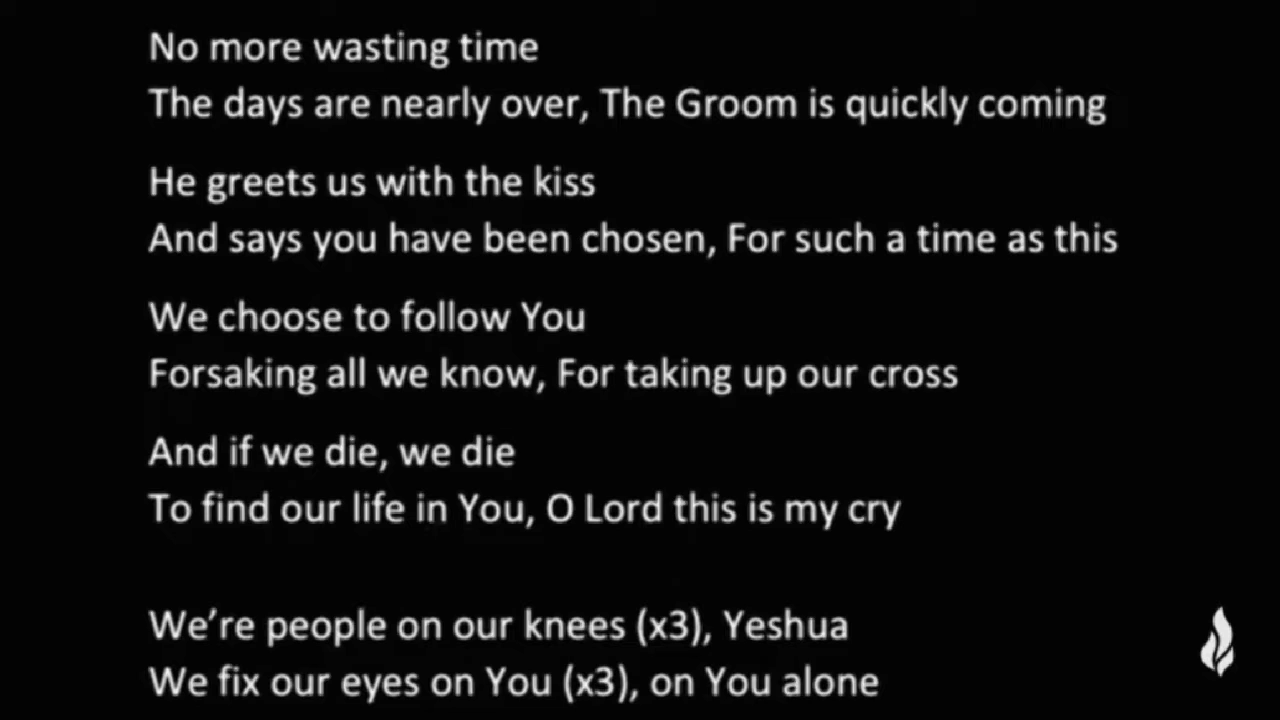 No more wasting time
The days are nearly over, The Groom is quickly coming
He greets us with the kiss
And says you have been chosen, For such a time as this
We choose to follow You
Forsaking all we know, For taking up our cross
And if we die, we die
To find our life in You, O Lord this is my cry
We’re people on our knees (x3), Yeshua
We fix our eyes on You (x3), on You alone